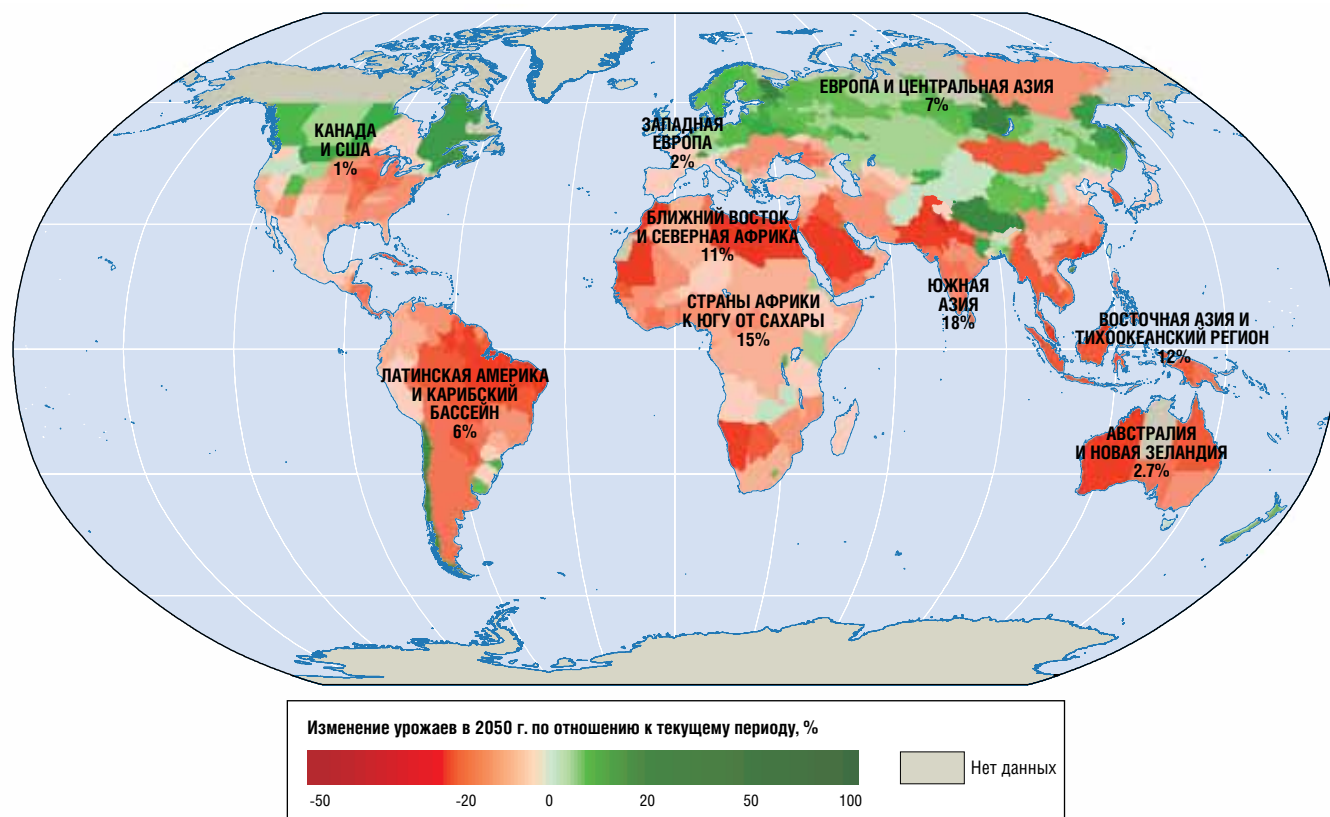 ЕВРОПА И ЦЕНТРАЛЬНАЯ АЗИЯ
7%
КАНАДА
И США
1%
ЗАПАДНАЯ
ЕВРОПА
2%
БЛИЖНИЙ ВОСТОК
И СЕВЕРНАЯ АФРИКА
11%
СТРАНЫ АФРИКИ
К ЮГУ ОТ САХАРЫ
15%
ЮЖНАЯ
АЗИЯ
18%
ВОСТОЧНАЯ АЗИЯ И
ТИХООКЕАНСКИЙ РЕГИОН
12%
ЛАТИНСКАЯ АМЕРИКА
И КАРИБСКИЙ
БАССЕЙН
6%
АВСТРАЛИЯ
И НОВАЯ ЗЕЛАНДИЯ
2.7%
Изменение урожаев в 2050 г. по отношению к текущему периоду, %
-50 -20 0 20 50 100
Нет данных